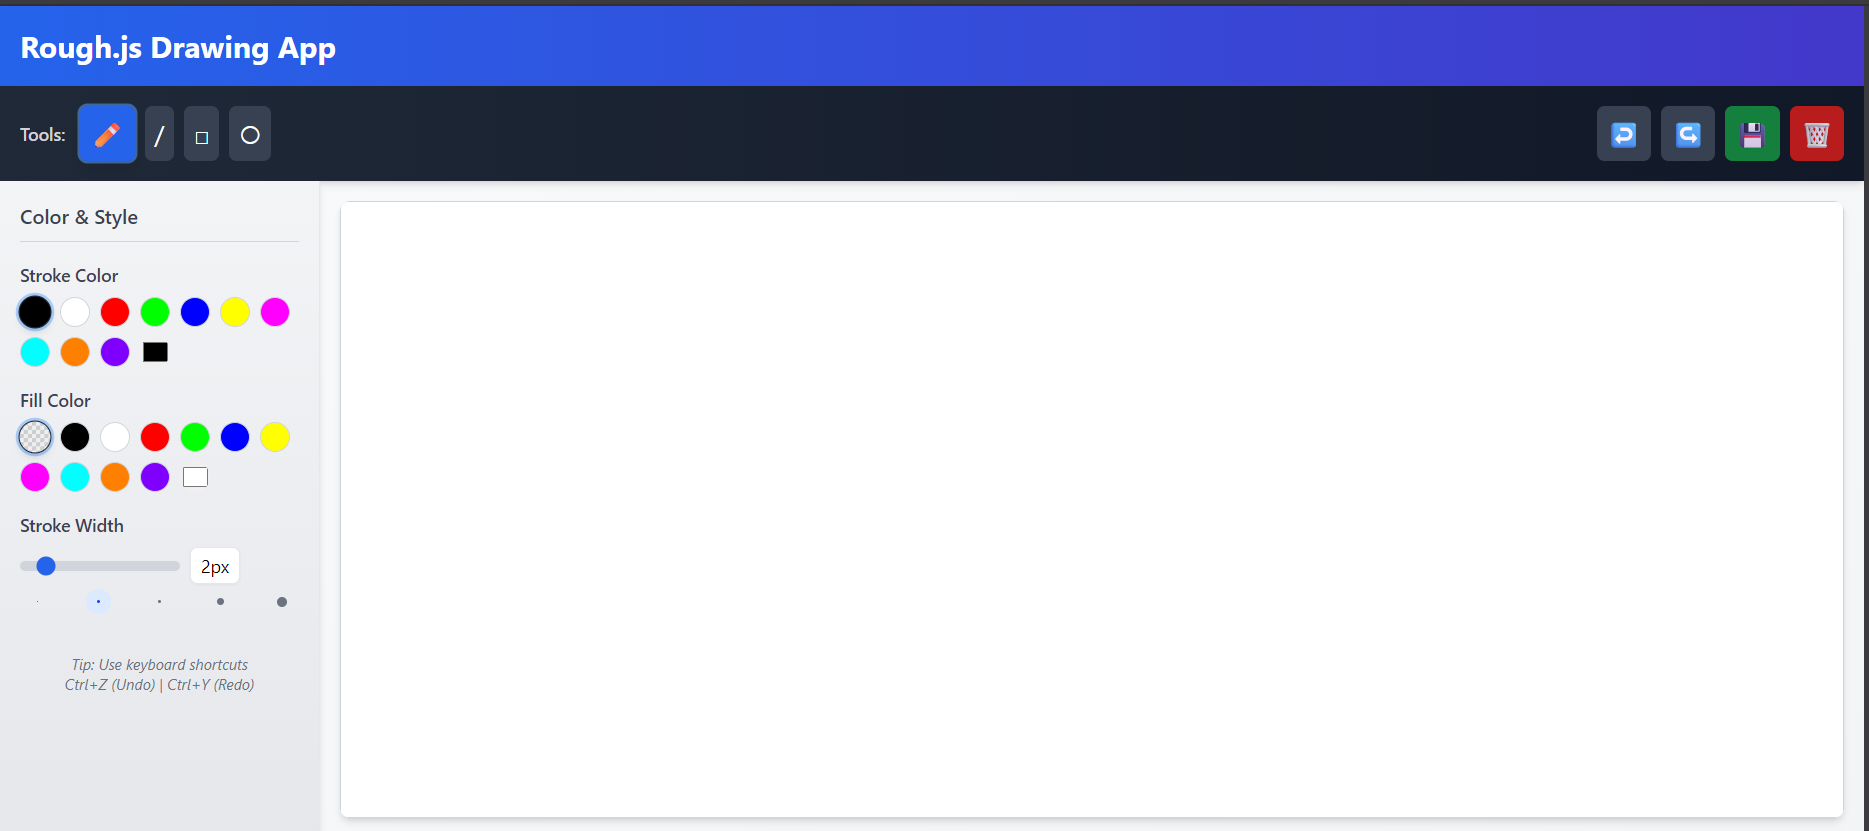 Rough.js Drawing App
Tools:
Color & Style
Stroke Color
Fill Color
Stroke Width
2px
Tip: Use keyboard shortcuts
Ctrl+Z (Undo) | Ctrl+Y (Redo)